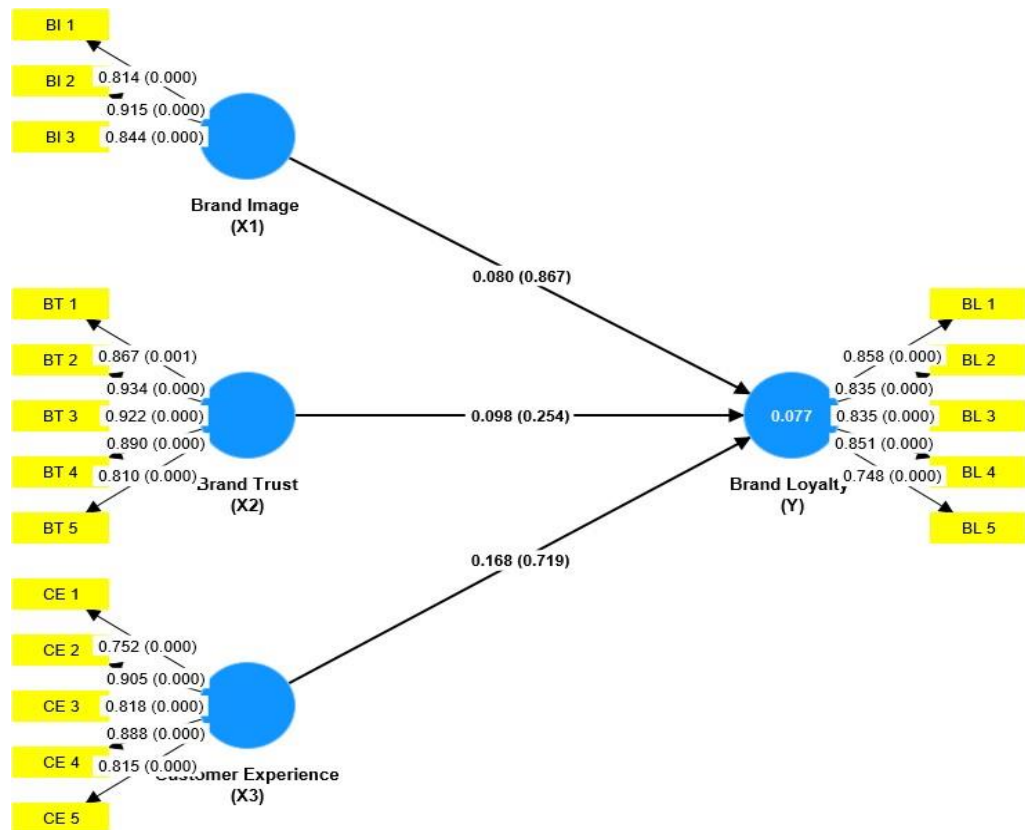 BI 1
BI 2
BI 3
0.814 (0.000)
0.915 (0.000)
0.844 (0.000)
Brand Image
(X1)
0.080 (0.867)
BT 1
BT 2
BT 3
BT 4
BT 5
0.867 (0.001)
0.934 (0.000)
0.922 (0.000)
0.890 (0.000)
0.810 (0.000)
Brand Trust
(X2)
0.098 (0.254)
0.077
Brand Loyalty
(Y)
0.858 (0.000)
0.835 (0.000)
0.835 (0.000)
0.851 (0.000)
0.748 (0.000)
BL 1
BL 2
BL 3
BL 4
BL 5
0.168 (0.719)
CE 1
CE 2
CE 3
CE 4
CE 5
0.752 (0.000)
0.905 (0.000)
0.818 (0.000)
0.888 (0.000)
0.815 (0.000)
Customer Experience
(X3)